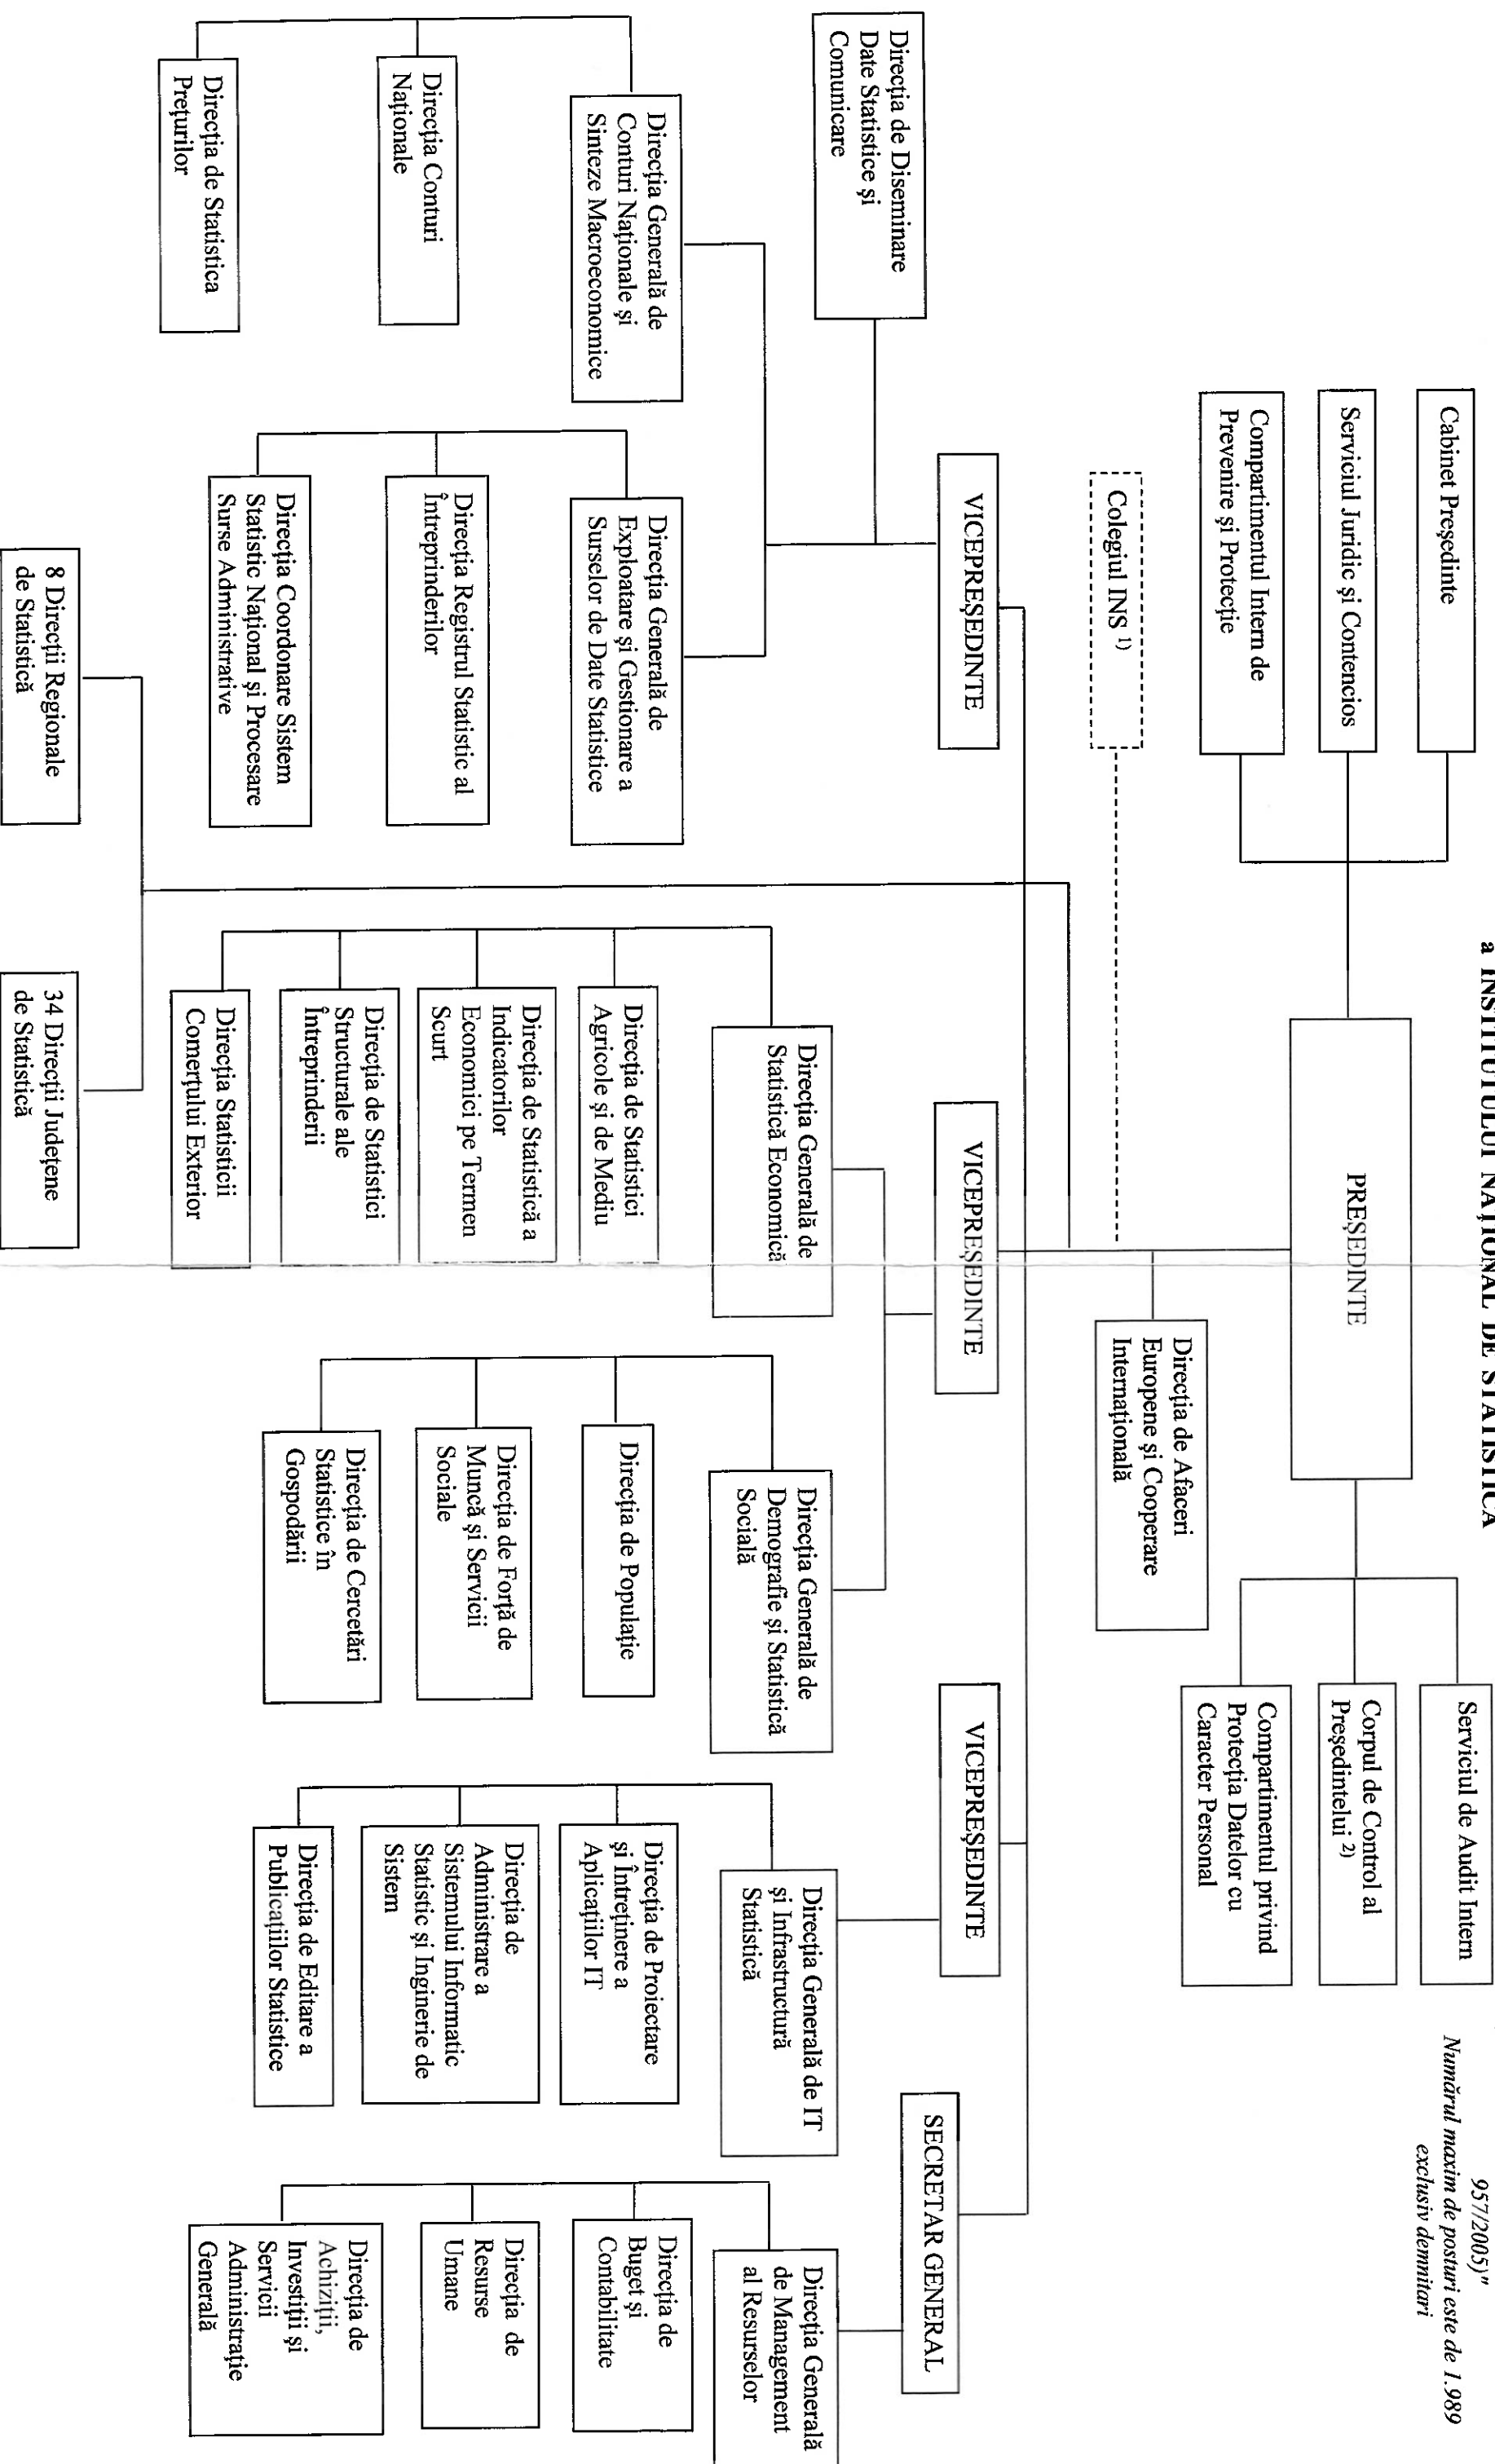 957/2005)"
Numărul maxim de posturi este de 1.989
exclusiv demnitari
a INSTITUTULUI NAȚIONAL DE STATISTICĂ
PREȘEDINTE
Cabinet Președinte
Serviciul Juridic și Contencios
Compartimentul Intern de
Prevenire și Protecție
Serviciul de Audit Intern
Corpul de Control al
Președintelui 2)
Compartimentul privind
Protecția Datelor cu
Caracter Personal
Colegiul INS 1)
Direcția de Afaceri
Europene și Cooperare
Internațională
VICEPREȘEDINTE
VICEPREȘEDINTE
VICEPREȘEDINTE
SECRETAR GENERAL
Direcția de Diseminare
Date Statistice și
Comunicare
Direcția Generală de
Conturi Naționale și
Sinteze Macroeconomice
Direcția Conturi
Naționale
Direcția de Statistica
Prețurilor
Direcția Generală de
Exploatare și Gestionare a
Surselor de Date Statistice
Direcția Registrul Statistic al
Întreprinderilor
Direcția Coordonare Sistem
Statistic Național și Procesare
Surse Administrative
Direcția Generală de
Statistică Economică
Direcția de Statistici
Agricole și de Mediu
Direcția de Statistică a
Indicatorilor
Economici pe Termen
Scurt
Direcția de Statistici
Structurale ale
Întreprinderii
Direcția Statisticii
Comerțului Exterior
Direcția Generală de
Demografie și Statistică
Socială
Direcția de Populație
Direcția de Forță de
Muncă și Servicii
Sociale
Direcția de Cercetări
Statistice în
Gospodării
Direcția Generală de IT
și Infrastructură
Statistică
Direcția de Proiectare
și Întreținere a
Aplicațiilor IT
Direcția de
Administrare a
Sistemului Informatic
Statistic și Inginerie de
Sistem
Direcția de Editare a
Publicațiilor Statistice
Direcția Generală
de Management
al Resurselor
Direcția de
Buget și
Contabilitate
Direcția de
Resurse
Umane
Direcția de
Achiziții,
Investiții și
Servicii
Administrație
Generală
8 Direcții Regionale
de Statistică
34 Direcții Județene
de Statistică